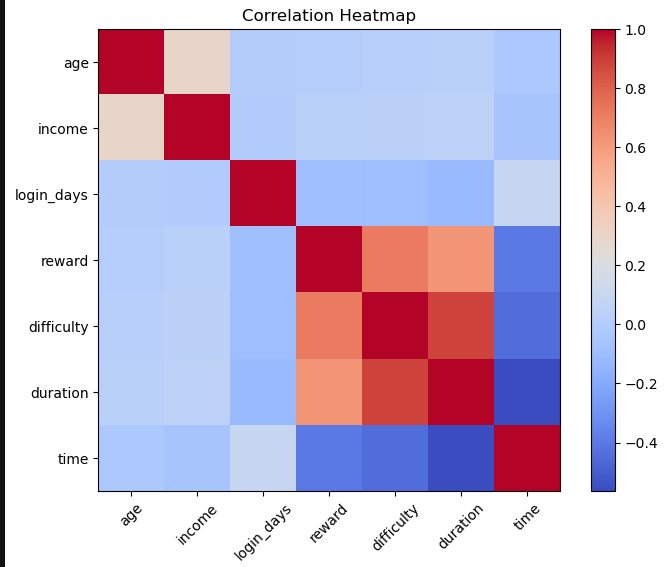 Correlation Heatmap
age
income
login_days
reward
difficulty
duration
time
age
income
login_days
reward
difficulty
duration
time
1.0
0.8
0.6
0.4
0.2
0.0
−0.2
−0.4